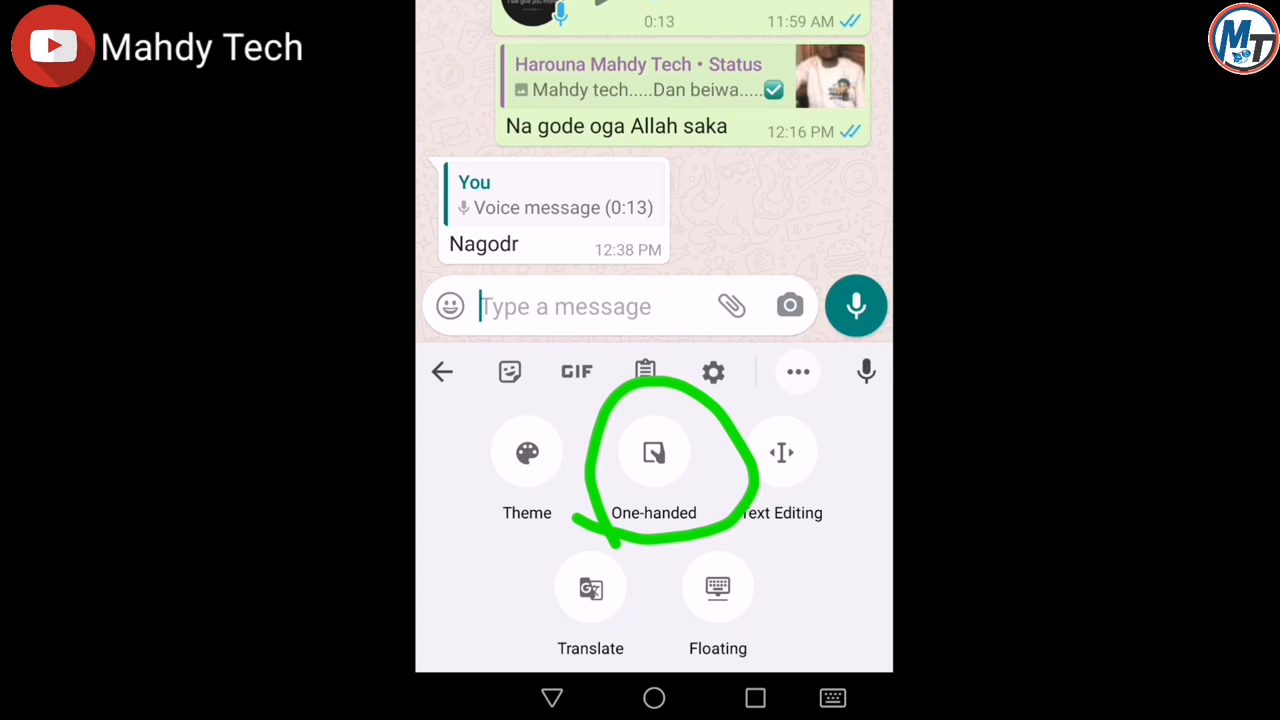 Mahdy Tech
MT
0:13
11:59 AM
Harouna Mahdy Tech • Status
Mahdy tech.....Dan beiwa.....✅
Na gode oga Allah saka
12:16 PM
You
Voice message (0:13)
Nagodr
12:38 PM
Type a message
GIF
Theme
One-handed
Text Editing
G
Translate
Floating